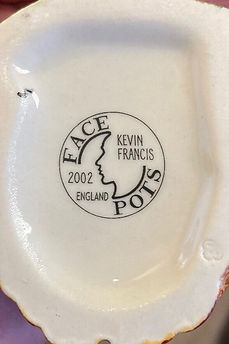 FACE
KEVIN
FRANCIS
2002
ENGLAND
POTS